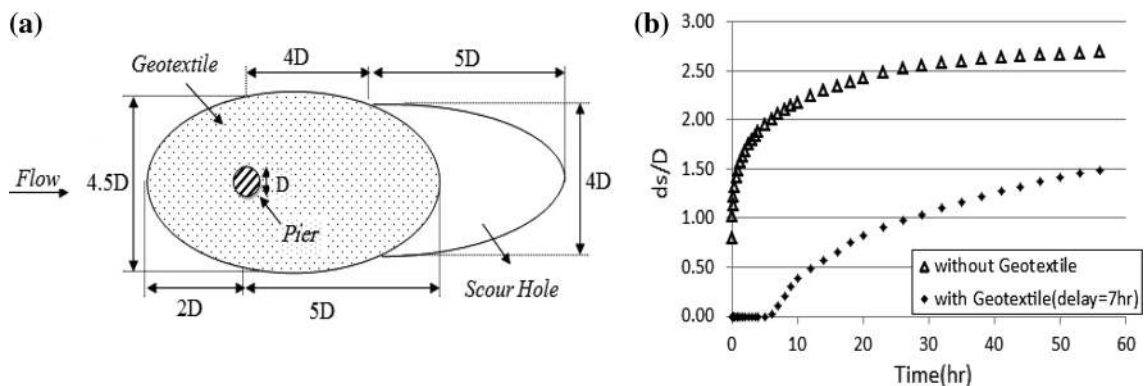 (a)
Geotextile
4D
5D
Flow
4.5D
D
4D
Pier
Scour Hole
2D
5D
(b)
3.00
2.50
2.00
1.50
1.00
0.50
0.00
ds/D
without Geotextile
with Geotextile(delay=7hr)
0
10
20
30
40
50
60
Time(hr)